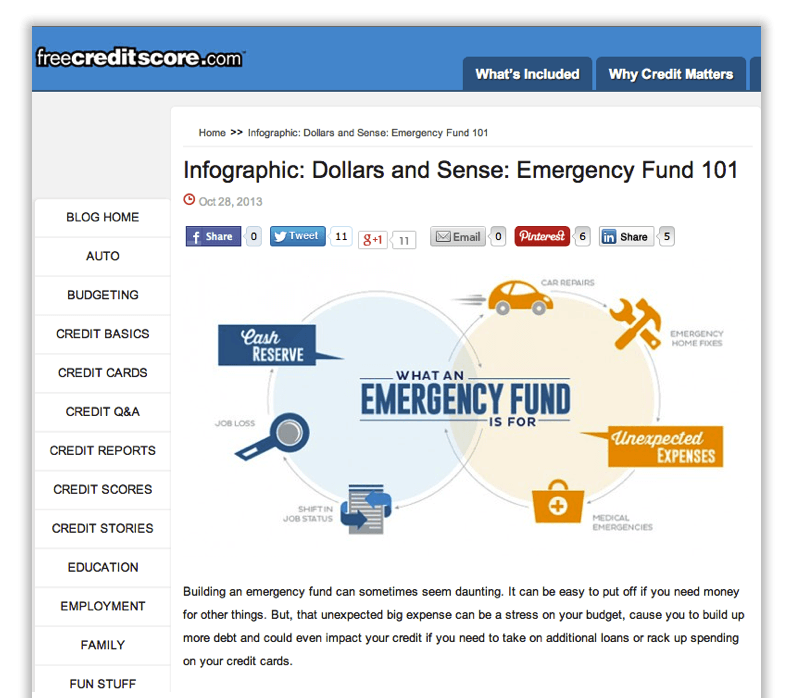 freecreditscore.com
What's Included
Why Credit Matters
Home >> Infographic: Dollars and Sense: Emergency Fund 101
Infographic: Dollars and Sense: Emergency Fund 101
Oct 28, 2013
Share 0
Tweet 11
g+1 11
Email 0
Pinterest 6
in Share 5
BLOG HOME
AUTO
BUDGETING
CREDIT BASICS
CREDIT CARDS
CREDIT Q&A
CREDIT REPORTS
CREDIT SCORES
CREDIT STORIES
EDUCATION
EMPLOYMENT
FAMILY
FUN STUFF
CAR REPAIRS
EMERGENCY
HOME FIXES
Cash
RESERVE
WHAT AN
EMERGENCY FUND
IS FOR
JOB LOSS
Unexpected
EXPENSES
SHIFT IN
JOB STATUS
MEDICAL
EMERGENCIES
Building an emergency fund can sometimes seem daunting. It can be easy to put off if you need money
for other things. But, that unexpected big expense can be a stress on your budget, cause you to build up
more debt and could even impact your credit if you need to take on additional loans or rack up spending
on your credit cards.